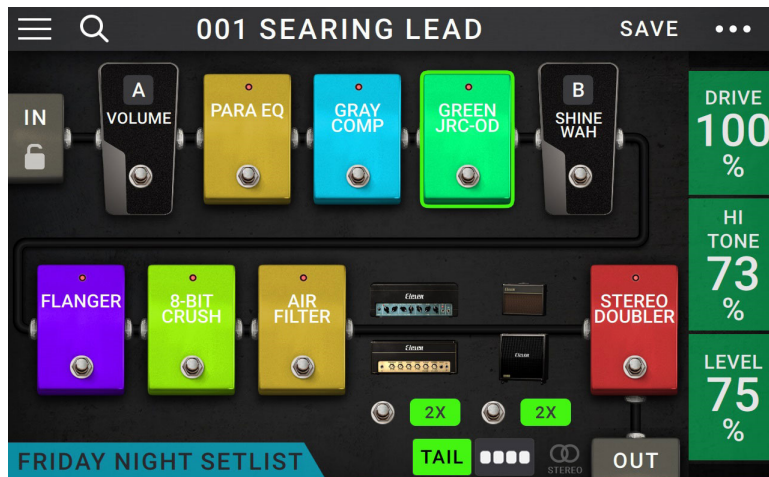 001 SEARING LEAD
SAVE
IN
A
VOLUME
PARA EQ
GRAY
COMP
GREEN
JRC-OD
B
SHINE
WAH
DRIVE
100
%
HI
TONE
73
%
LEVEL
75
%
FLANGER
8-BIT
CRUSH
AIR
FILTER
Eleven
Eleven
Eleven
STEREO
DOUBLER
2X
2X
FRIDAY NIGHT SETLIST
TAIL
STEREO
OUT